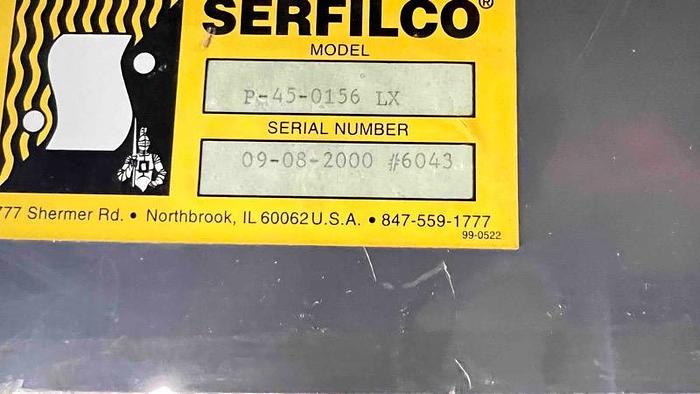 SERFILCO®
MODEL
P-45-0156 LX
SERIAL NUMBER
09-08-2000 #6043
777 Shermer Rd. • Northbrook, IL 60062 U.S.A. • 847-559-1777
99-0522